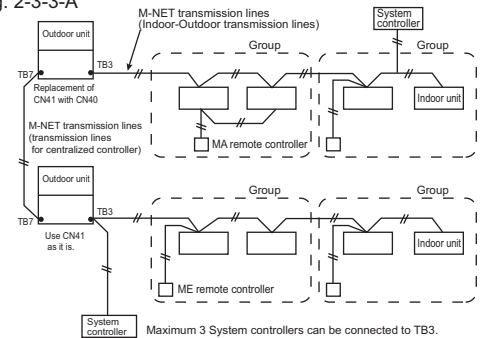 g. 2-3-3-A
M-NET transmission lines
(Indoor-Outdoor transmission lines)
System
controller
Outdoor unit
Group
Group
TB3
TB7
Replacement of
CN41 with CN40
Indoor unit
MA remote controller
M-NET transmission lines
(transmission lines
for centralized controller)
Outdoor unit
Group
Group
TB3
TB7
Use CN41
as it is.
Indoor unit
ME remote controller
System
controller
Maximum 3 System controllers can be connected to TB3.